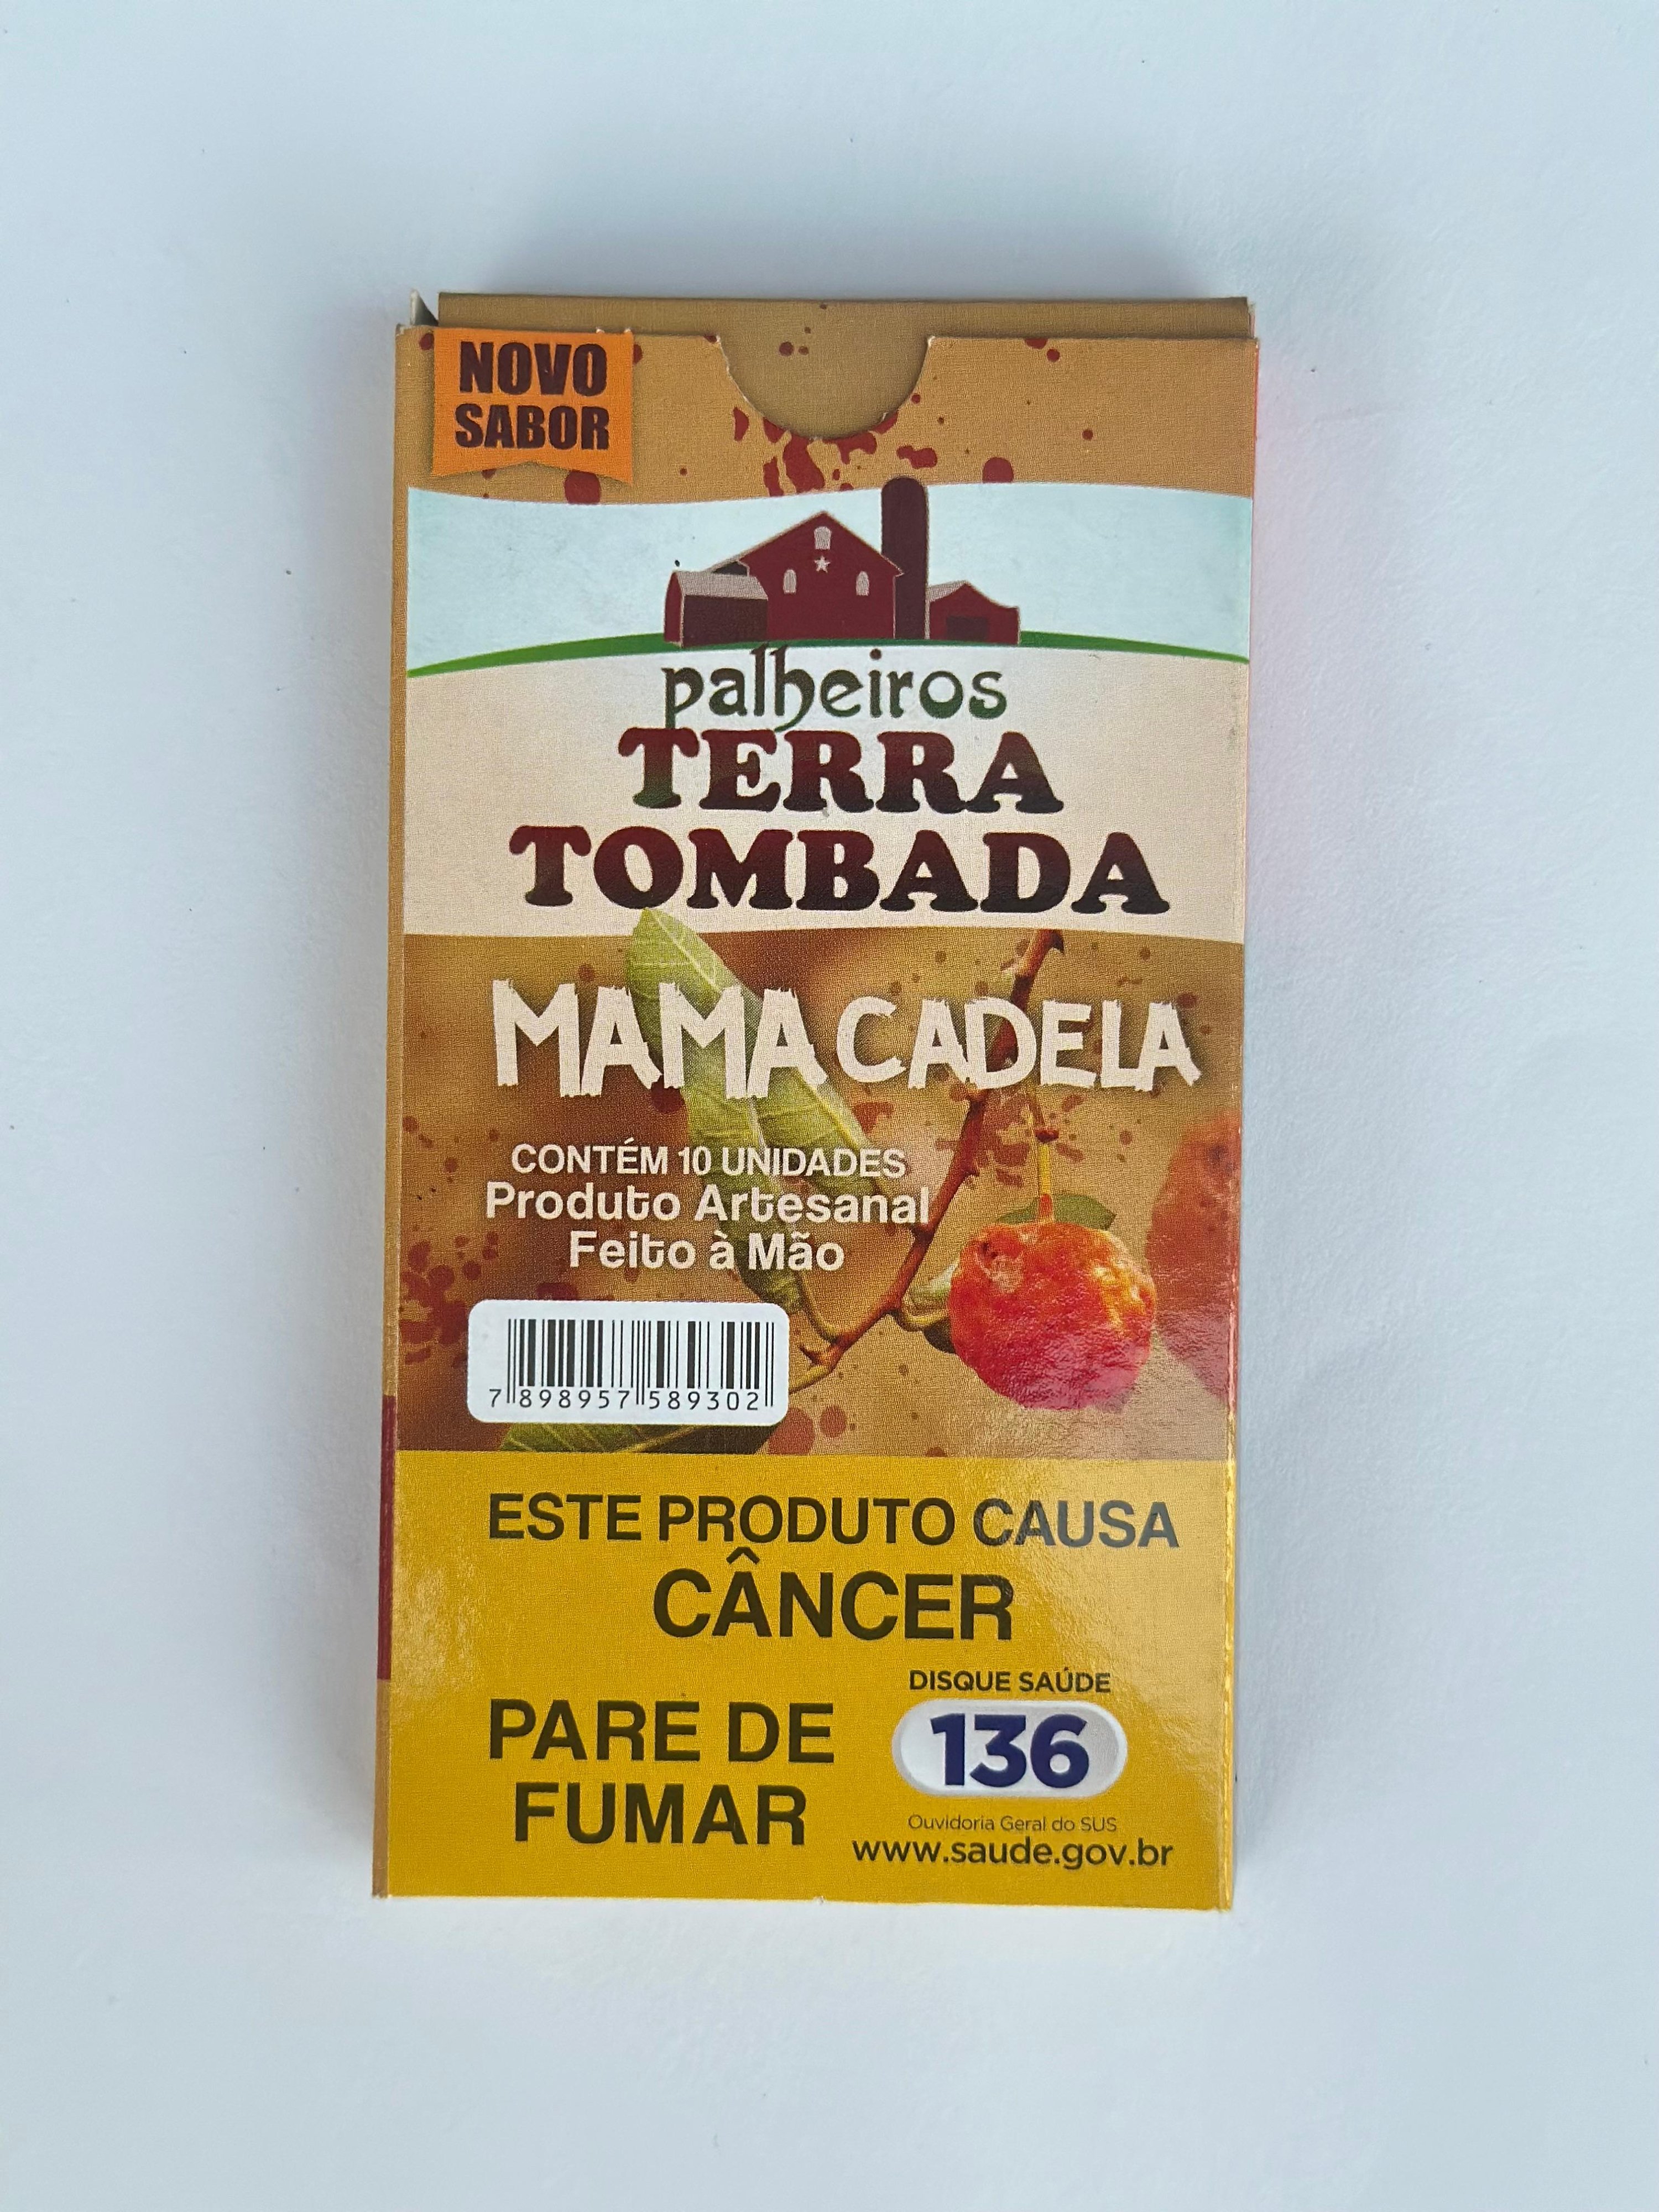 NOVO
SABOR
palheiros
TERRA
TOMBADA
MAMA CADELA
CONTÉM 10 UNIDADES
Produto Artesanal
Feito à Mão
7 898957 589302
ESTE PRODUTO CAUSA
CÂNCER
PARE DE
FUMAR
DISQUE SAÚDE
136
Ouvidoria Geral do SUS
www.saude.gov.br